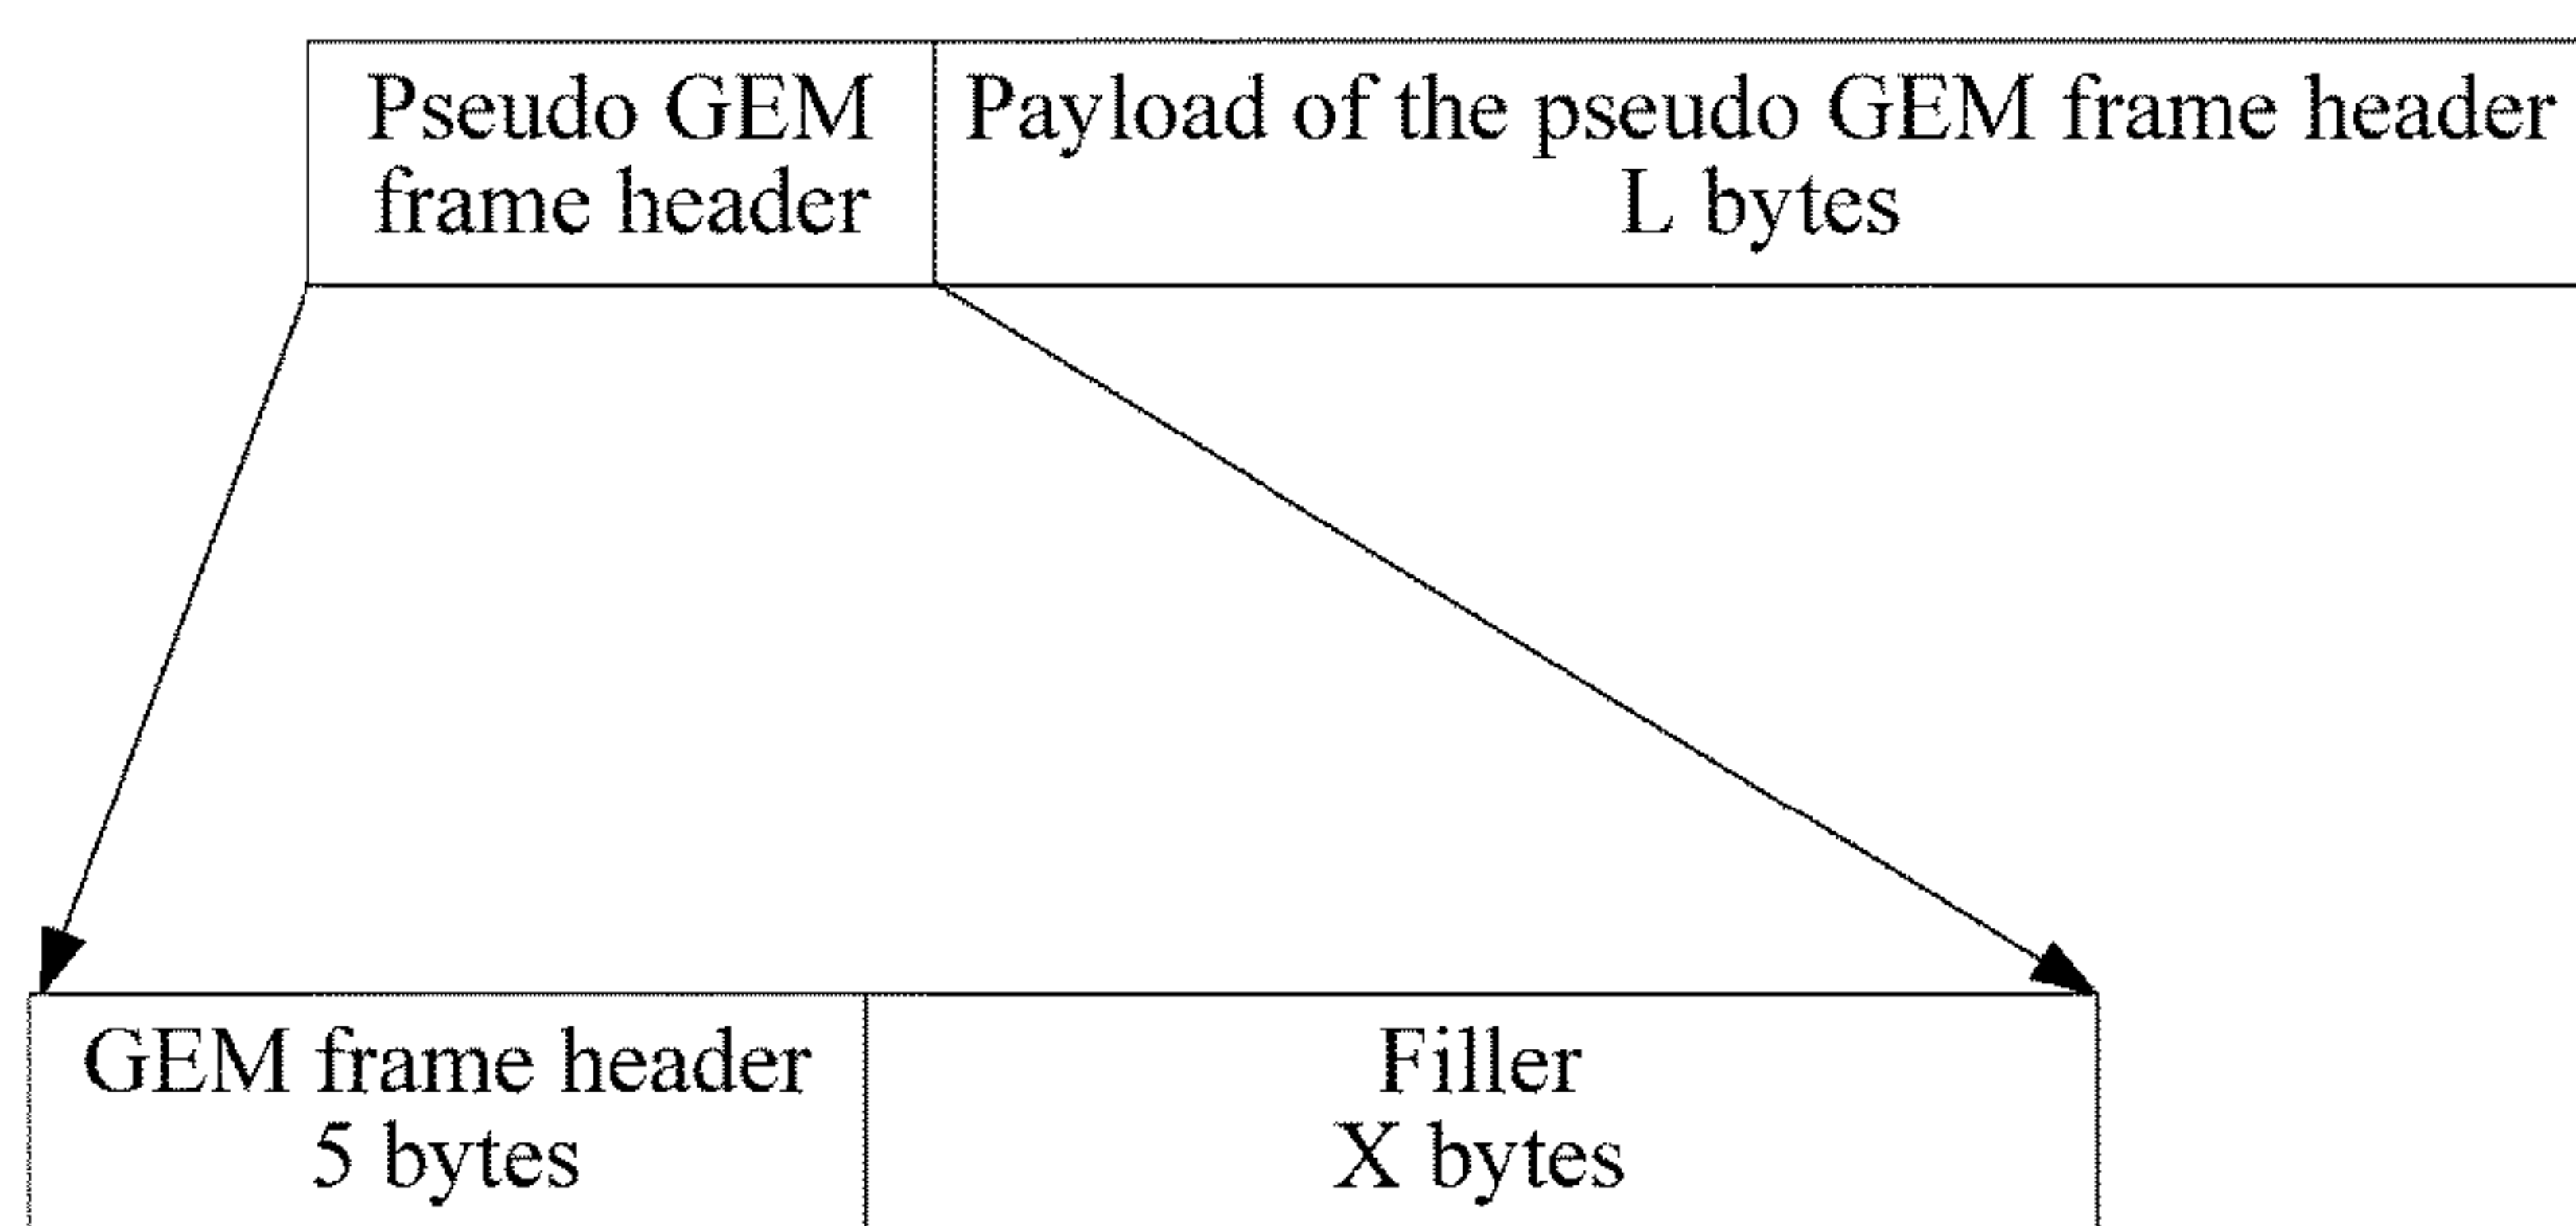 Pseudo GEM
frame header
Payload of the pseudo GEM frame header
L bytes
GEM frame header
5 bytes
Filler
X bytes